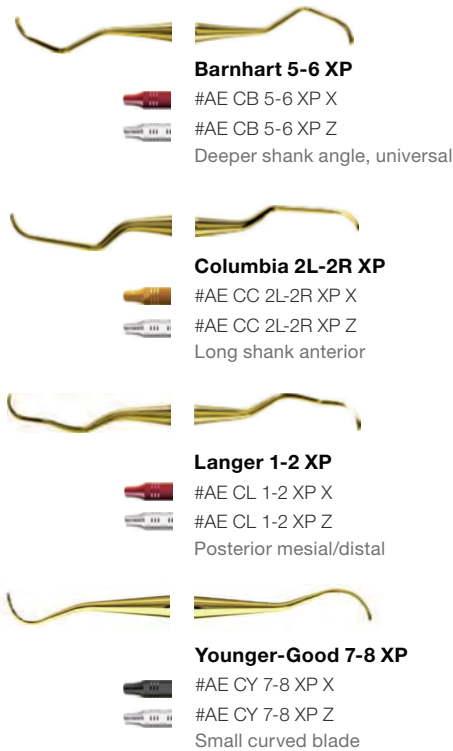 Barnhart 5-6 XP
#AE CB 5-6 XP X
#AE CB 5-6 XP Z
Deeper shank angle, universal
Columbia 2L-2R XP
#AE CC 2L-2R XP X
#AE CC 2L-2R XP Z
Long shank anterior
Langer 1-2 XP
#AE CL 1-2 XP X
#AE CL 1-2 XP Z
Posterior mesial/distal
Younger-Good 7-8 XP
#AE CY 7-8 XP X
#AE CY 7-8 XP Z
Small curved blade